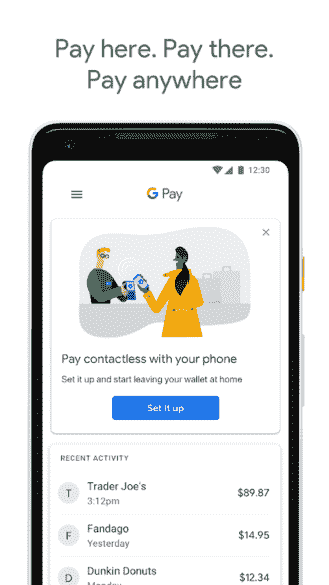 Pay here. Pay there.
Pay anywhere
12:30
G Pay
Pay contactless with your phone
Set it up and start leaving your wallet at home
Set it up
RECENT ACTIVITY
T
Trader Joe's
$89.87
3:12pm
F
Fandago
$14.95
Yesterday
D
Dunkin Donuts
$12.34
Monday